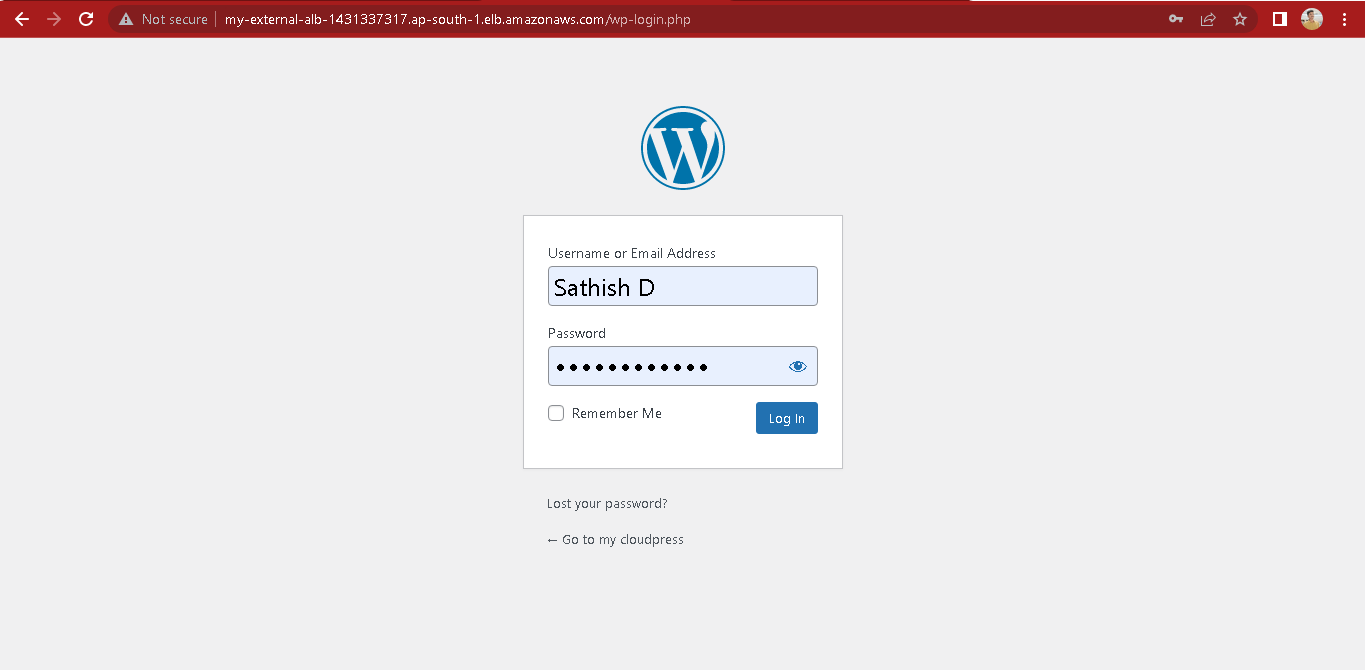 Not secure my-external-alb-1431337317.ap-south-1.elb.amazonaws.com/wp-login.php
W
Username or Email Address
Sathish D
Password
••••••••••••
Remember Me
Log In
Lost your password?
← Go to my cloudpress